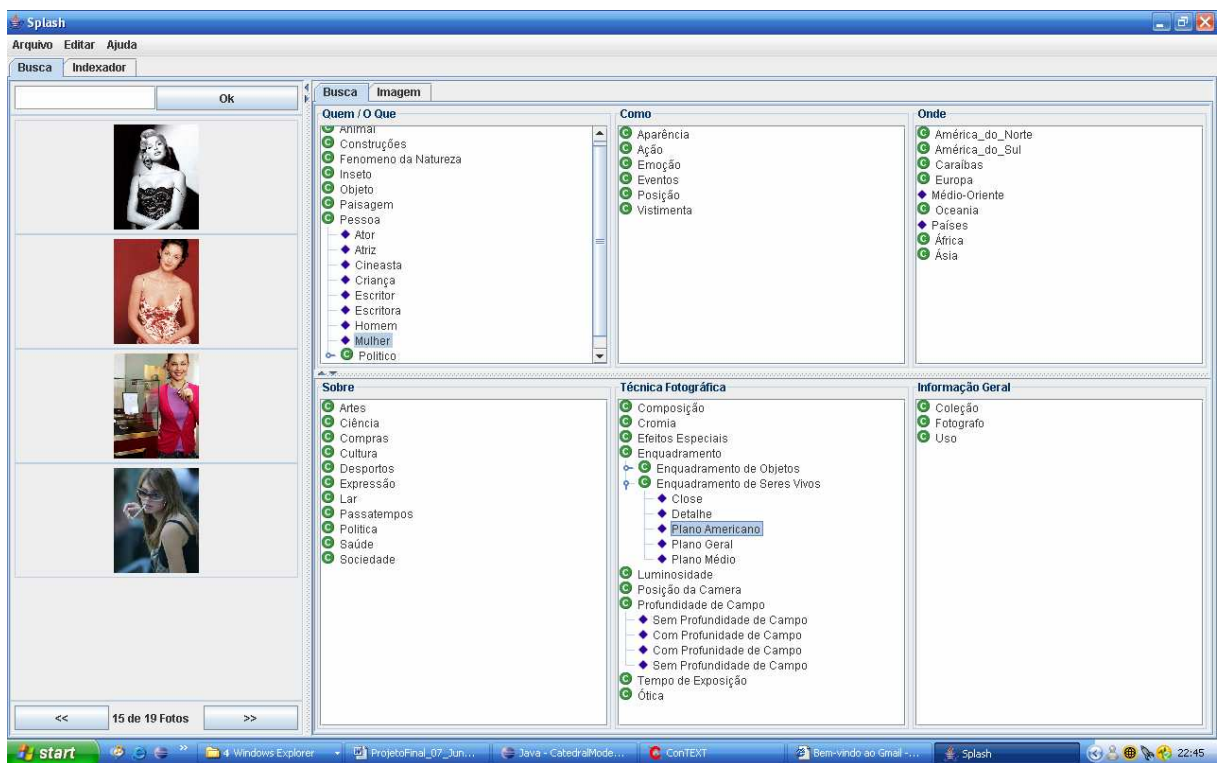 Splash
Arquivo Editar Ajuda
Busca Indexador
Ok
15 de 19 Fotos
<< >>
Busca Imagem
Quem / O Que
Animal
Construções
Fenomeno da Natureza
Inseto
Objeto
Paisagem
Pessoa
Ator
Atriz
Cineasta
Criança
Escritor
Escritora
Homem
Mulher
Politico
Como
Aparência
Ação
Emoção
Eventos
Posição
Vistimenta
Onde
América_do_Norte
América_do_Sul
Caraíbas
Europa
Médio-Oriente
Oceania
Países
África
Ásia
Sobre
Artes
Ciência
Compras
Cultura
Desportos
Expressão
Lar
Passatempos
Politica
Saúde
Sociedade
Técnica Fotográfica
Composição
Cromia
Efeitos Especiais
Enquadramento
Enquadramento de Objetos
Enquadramento de Seres Vivos
Close
Detalhe
Plano Americano
Plano Geral
Plano Médio
Luminosidade
Posição da Camera
Profundidade de Campo
Sem Profundidade de Campo
Com Profunidade de Campo
Com Profunidade de Campo
Sem Profundidade de Campo
Tempo de Exposição
Ótica
Informação Geral
Coleção
Fotografo
Uso
start
4 Windows Explorer
ProjetoFinal_07_Jun...
Java - CatedralMode...
ConTEXT
Bem-vindo ao Gmail -...
Splash
22:45